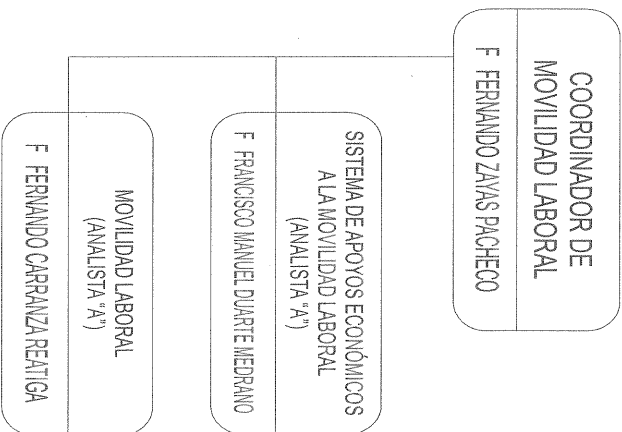 COORDINADOR DE
MOVILIDAD LABORAL
F FERNANDO ZAYAS PACHECO
SISTEMA DE APOYOS ECONÓMICOS
A LA MOVILIDAD LABORAL
(ANALISTA “A”)
F FRANCISCO MANUEL DUARTE MEDRANO
MOVILIDAD LABORAL
(ANALISTA “A”)
F FERNANDO CARRANZA REATIGA